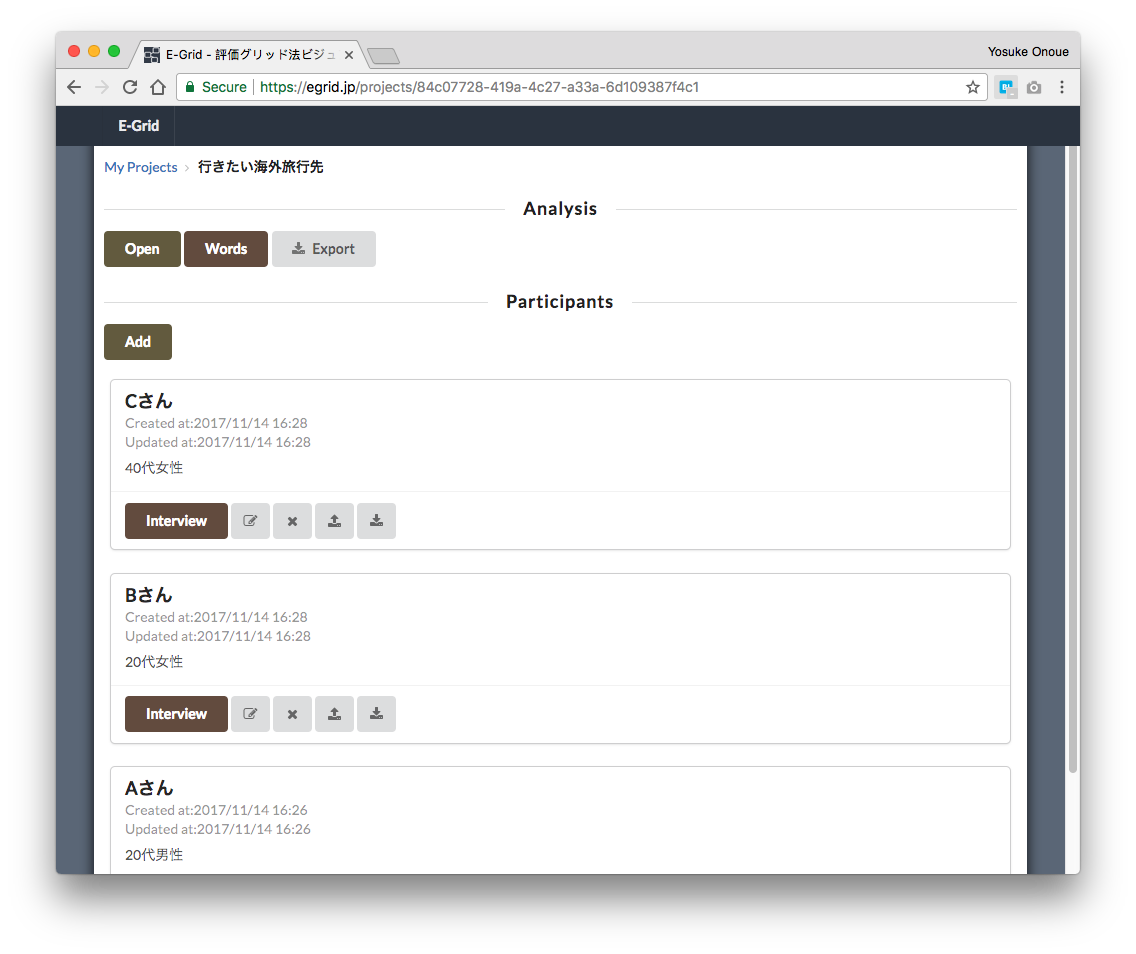 E-Grid - 評価グリッド法ビジュ
Yosuke Onoue
Secure https://egrid.jp/projects/84c07728-419a-4c27-a33a-6d109387f4c1
E-Grid
My Projects › 行きたい海外旅行先
Analysis
Open Words Export
Participants
Add
Cさん
Created at:2017/11/14 16:28
Updated at:2017/11/14 16:28
40代女性
Interview
Bさん
Created at:2017/11/14 16:28
Updated at:2017/11/14 16:28
20代女性
Interview
Aさん
Created at:2017/11/14 16:26
Updated at:2017/11/14 16:26
20代男性